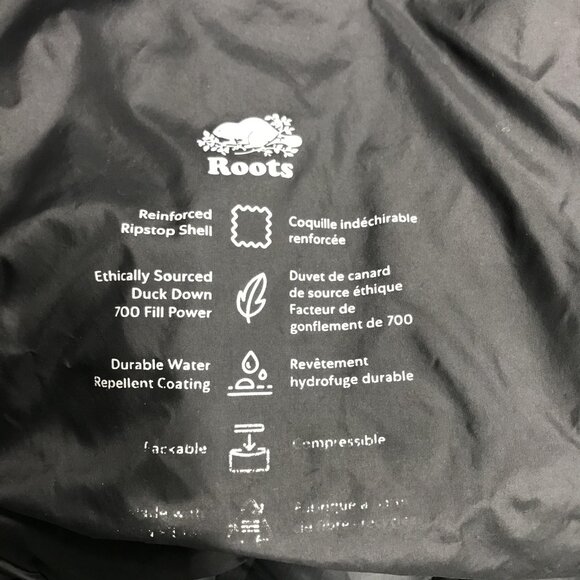 Roots
Reinforced
Ripstop Shell
Coquille indéchirable
renforcée
Ethically Sourced
Duck Down
700 Fill Power
Duvet de canard
de source éthique
Facteur de
gonflement de 700
Durable Water
Repellent Coating
Revêtement
hydrofuge durable
Packable
Compressible